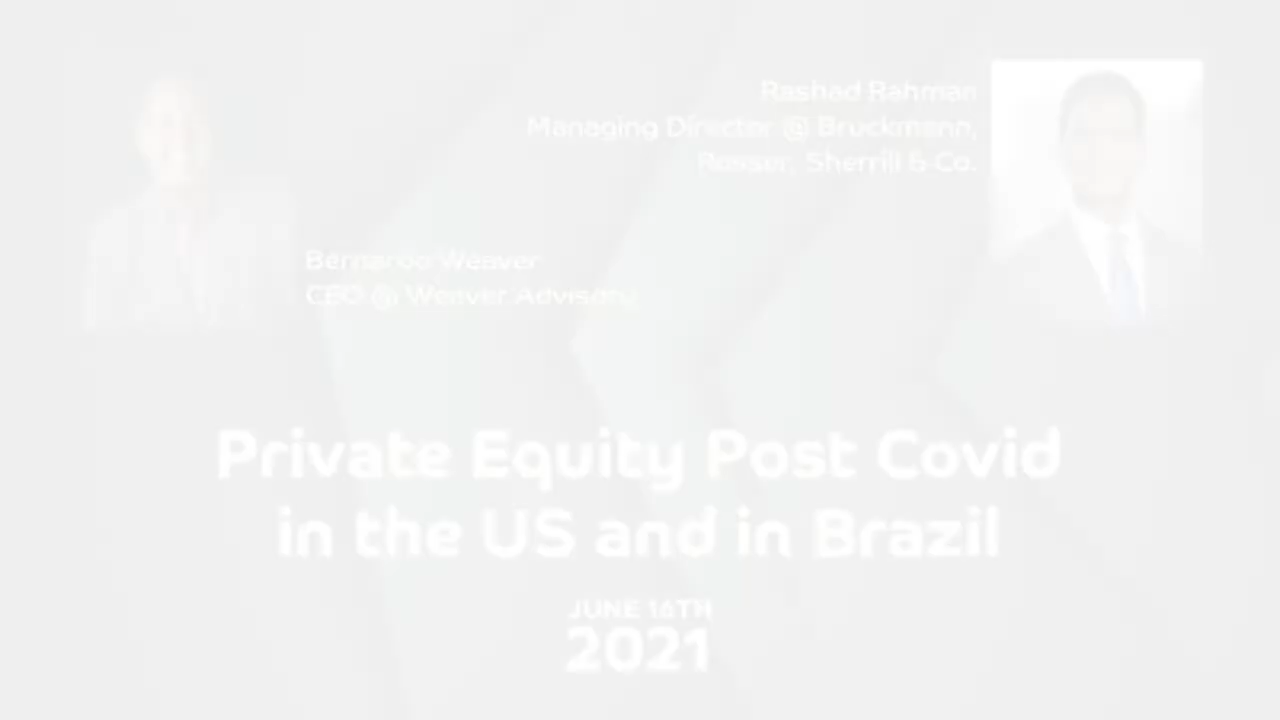 Rashad Rahman
Managing Director @ Bruckmann,
Rosser, Sherrill & Co.
Bernardo Weaver
CEO @ Weaver Advisory
Private Equity Post Covid
in the US and in Brazil
JUNE 16TH
2021